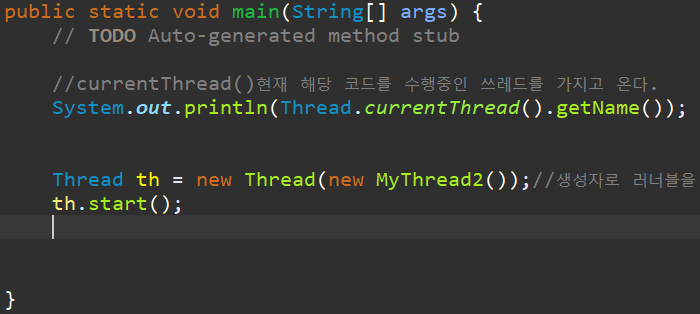 public static void main(String[] args) {
// TODO Auto-generated method stub
//currentThread()현재 해당 코드를 수행중인 쓰레드를 가지고 온다.
System.out.println(Thread.currentThread().getName());
Thread th = new Thread(new MyThread2());//생성자로 러너블을
th.start();
}